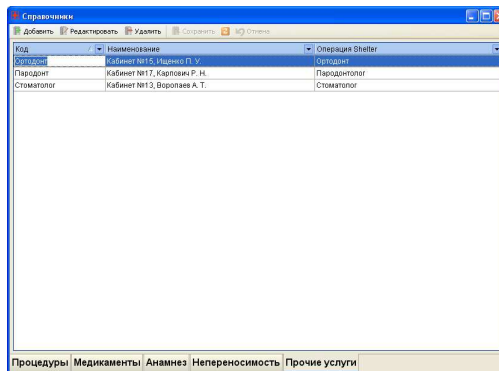 Справочники
Добавить Редактировать Удалить Сохранить Отмена
Код Наименование Операция Shelter
Ортодонт Кабинет №15, Ищенко П. У. Ортодонт
Пародонт Кабинет №17, Карпович Р. Н. Пародонтолог
Стоматолог Кабинет №13, Воропаев А. Т. Стоматолог
Процедуры Медикаменты Анамнез Непереносимость Прочие услуги